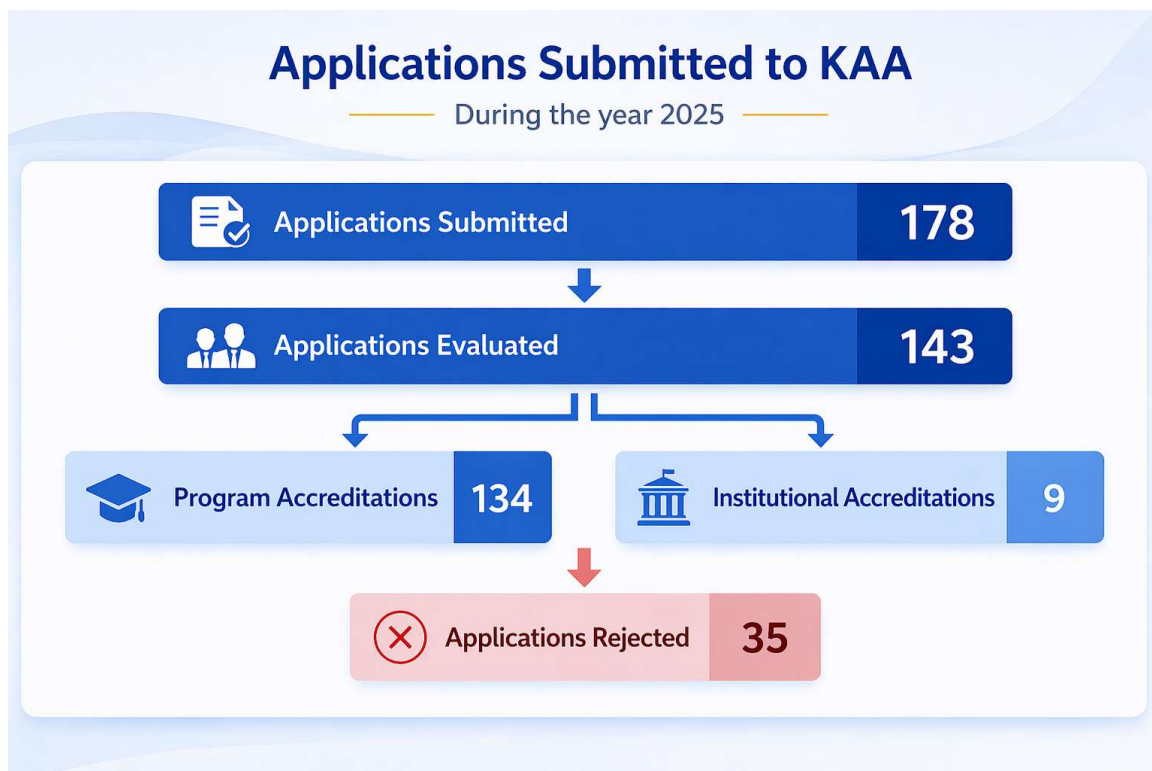 Applications Submitted to KAA
During the year 2025
Applications Submitted 178
Applications Evaluated 143
Program Accreditations 134
Institutional Accreditations 9
Applications Rejected 35